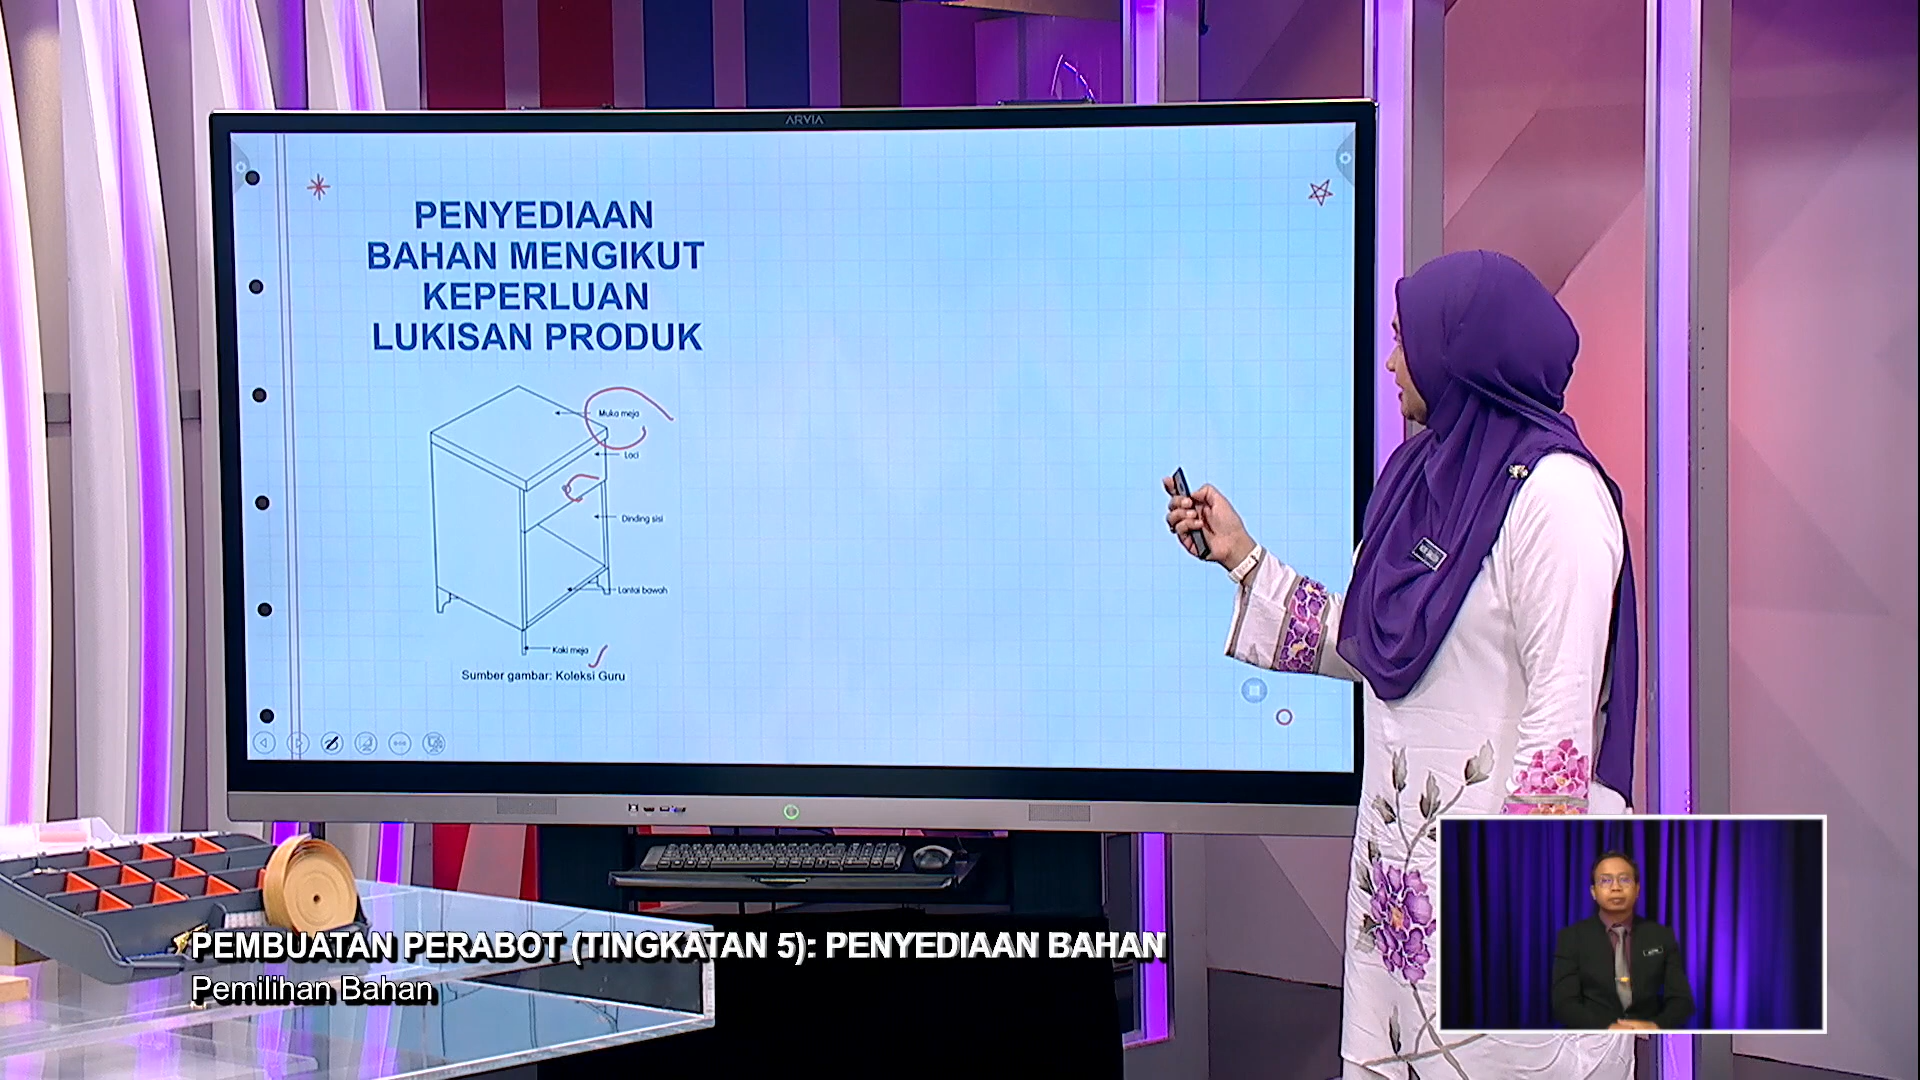 ARVIA
PENYEDIAAN
BAHAN MENGIKUT
KEPERLUAN
LUKISAN PRODUK
Muka meja
Laci
Dinding sisi
Lantai bawah
Kaki meja
Sumber gambar: Koleksi Guru
PEMBUATAN PERABOT (TINGKATAN 5): PENYEDIAAN BAHAN
Pemilihan Bahan